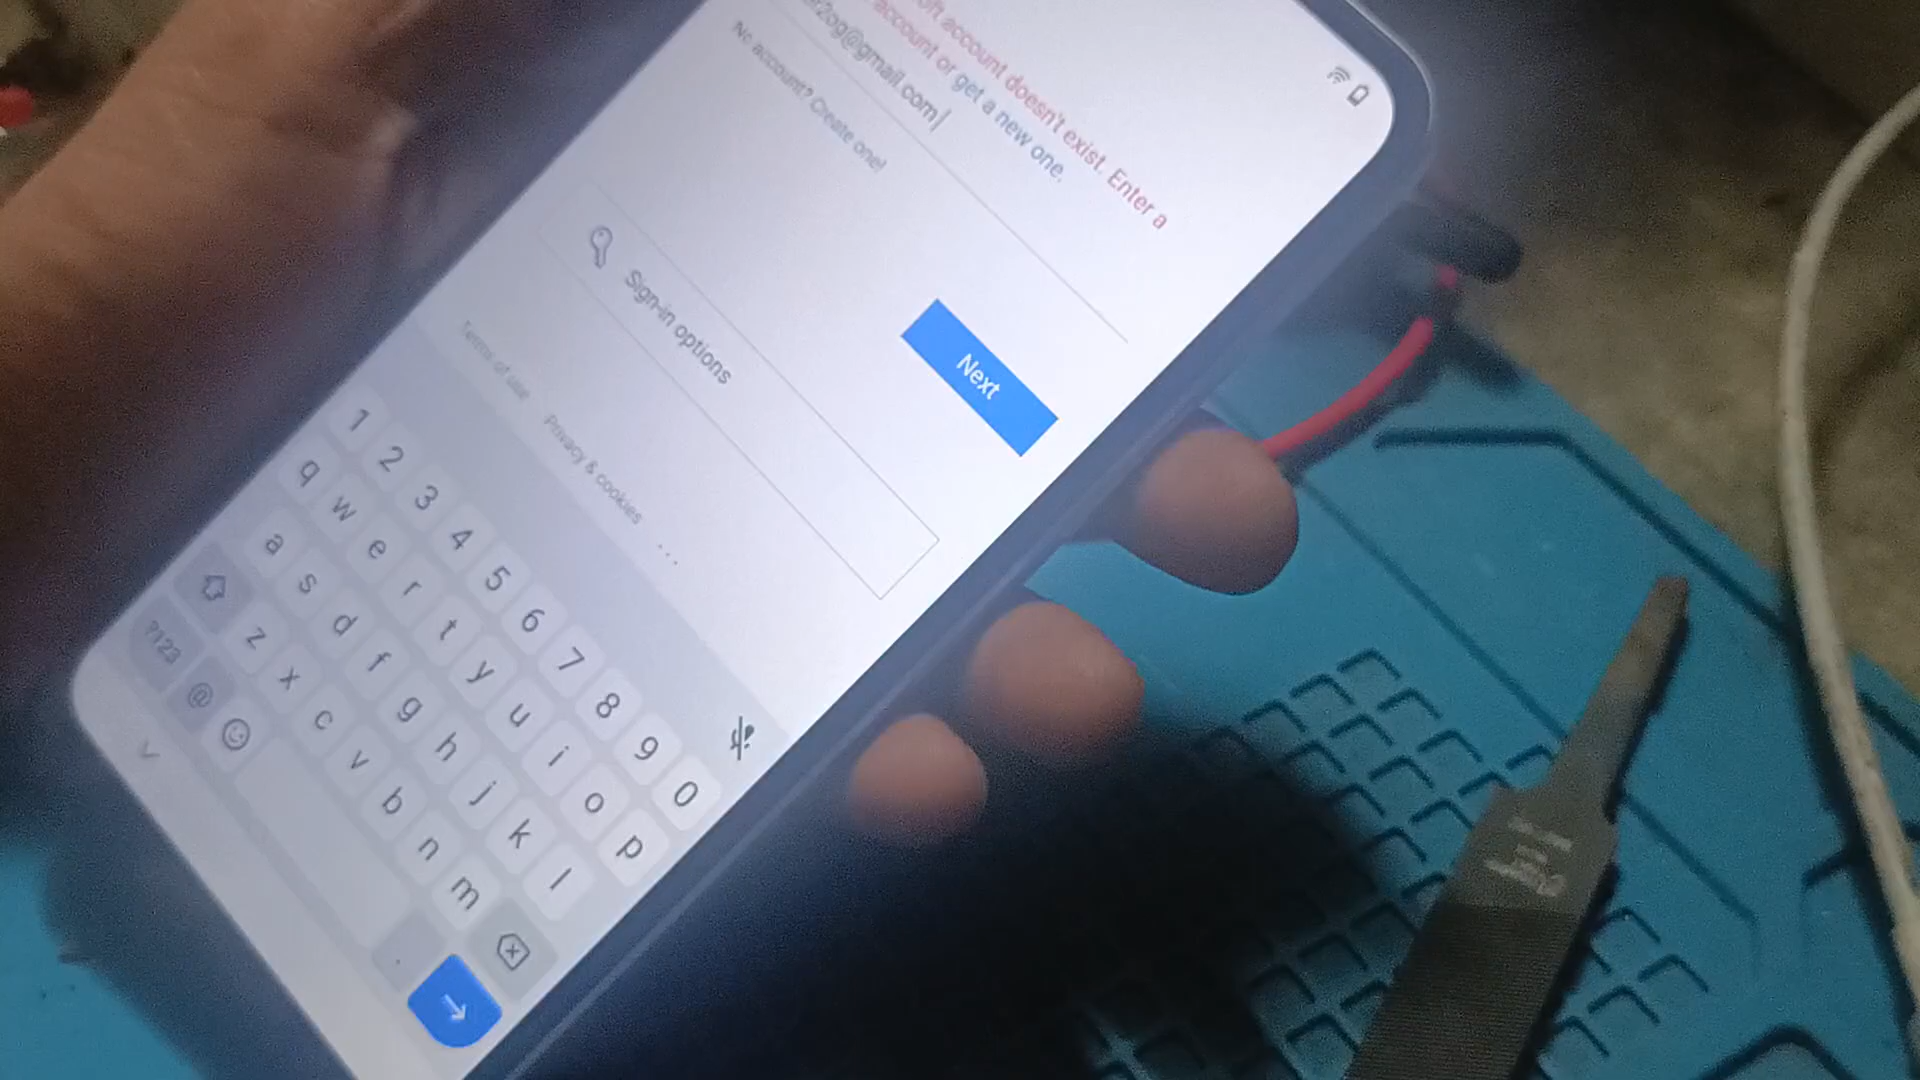 account doesn't exist. Enter a
account or get a new one.
r2og@gmail.com
No account? Create one!
Next
Sign-in options
Terms of use Privacy & cookies ...
1 2 3 4 5 6 7 8 9 0
q w e r t y u i o p
a s d f g h j k l
z x c v b n m
?123 @ .